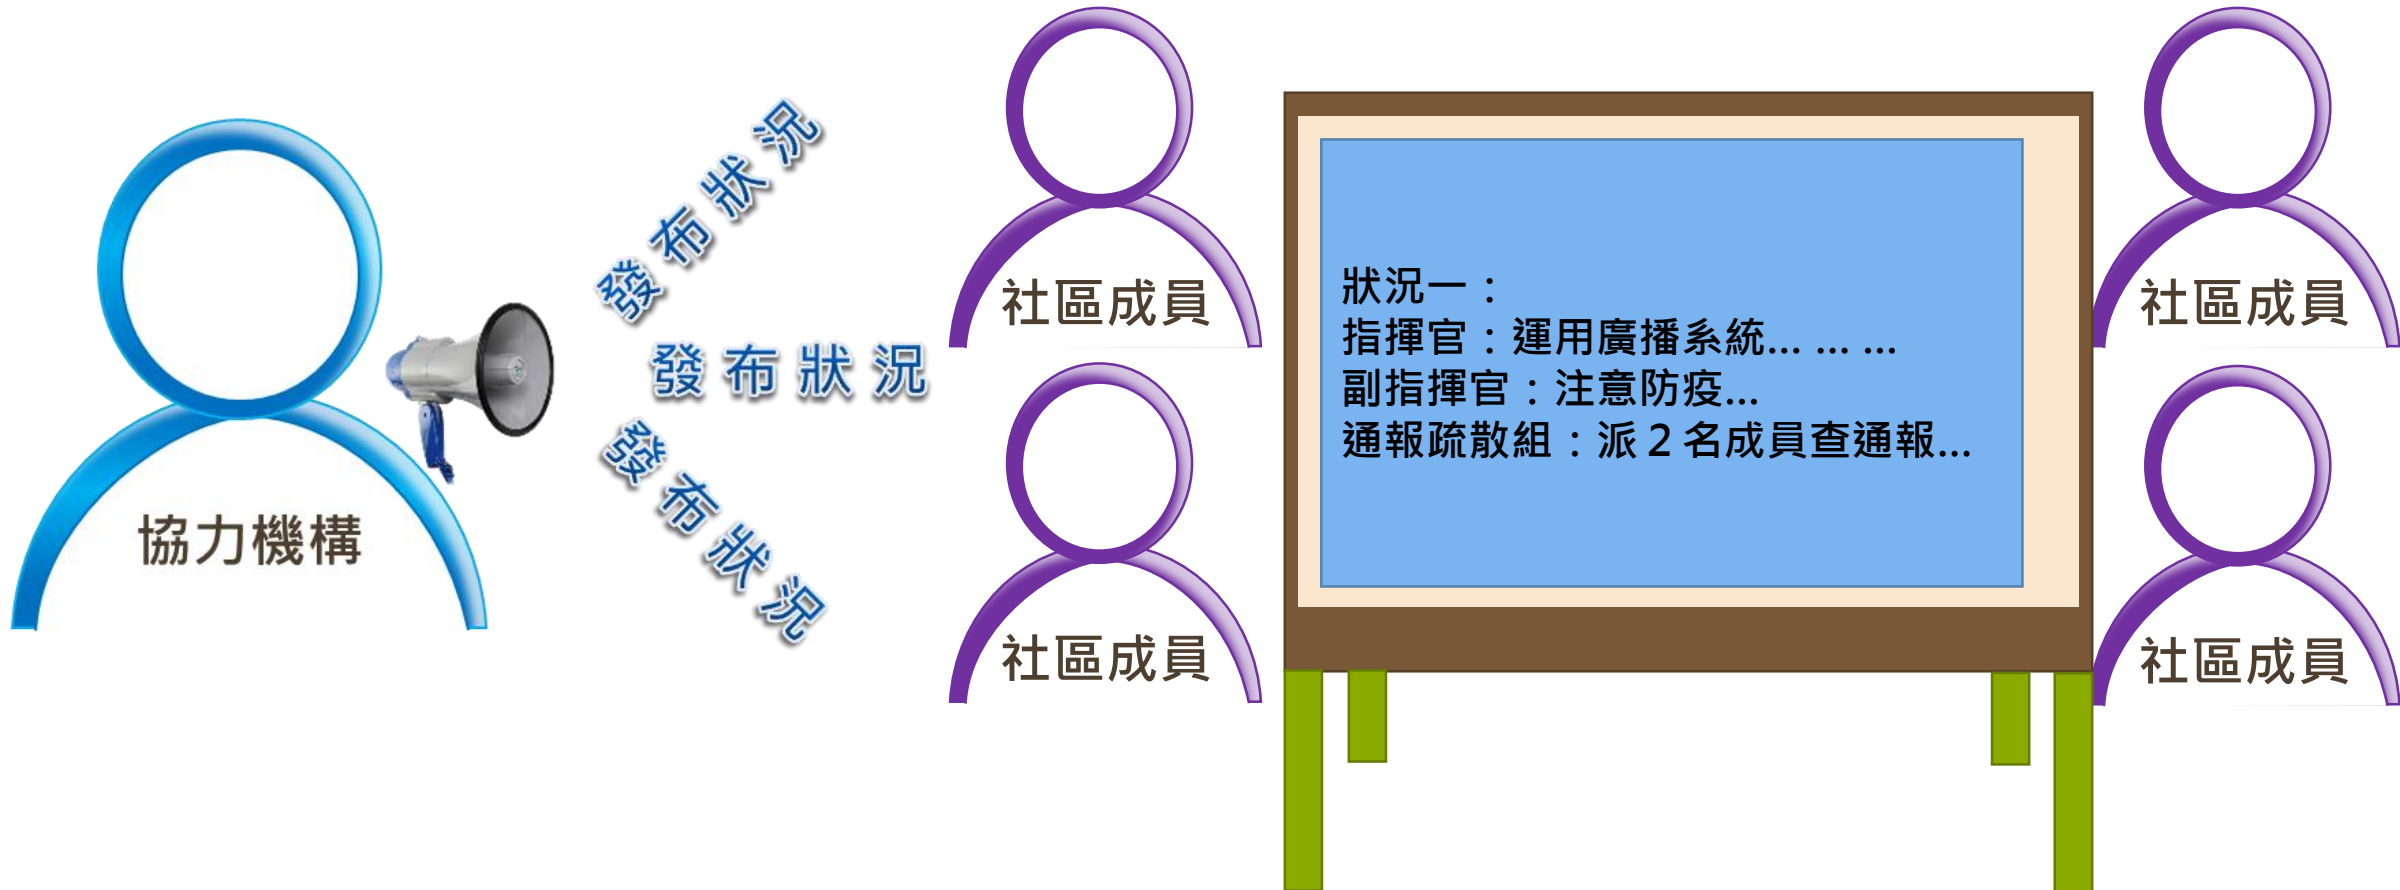 協力機構
發布狀況
發布狀況
發布狀況
社區成員
社區成員
狀況一：
指揮官：運用廣播系統... ... ...
副指揮官：注意防疫...
通報疏散組：派２名成員查通報...
社區成員
社區成員